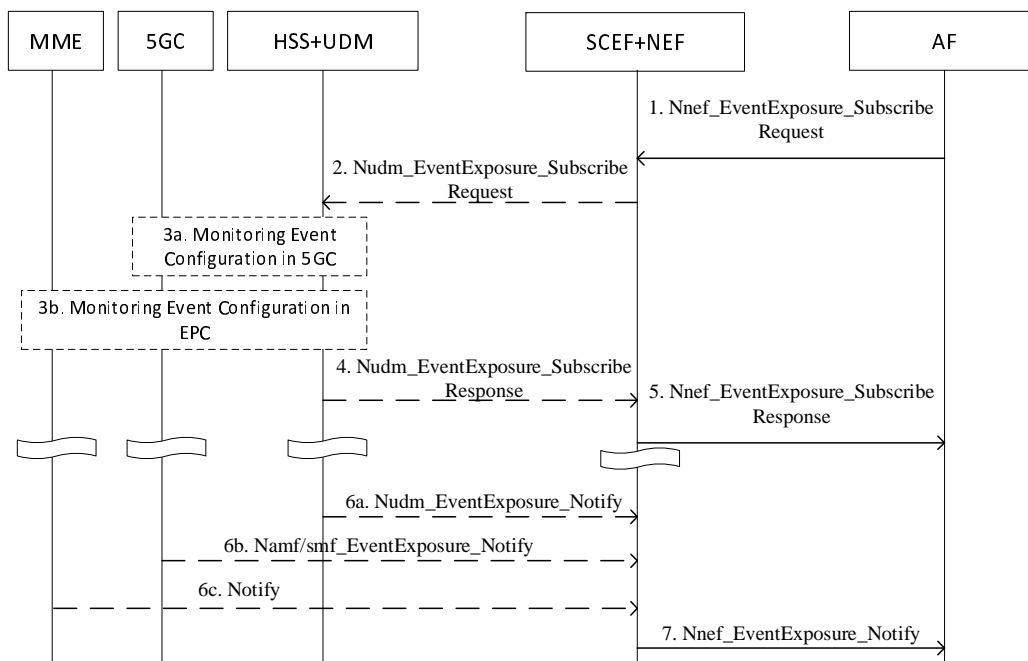 MME
5GC
HSS+UDM
SCEF+NEF
AF
1. Nnef_EventExposure_Subscribe
Request
2. Nudm_EventExposure_Subscribe
Request
3a. Monitoring Event
Configuration in 5GC
3b. Monitoring Event Configuration in
EPC
4. Nudm_EventExposure_Subscribe
Response
5. Nnef_EventExposure_Subscribe
Response
6a. Nudm_EventExposure_Notify
6b. Namf/smf_EventExposure_Notify
6c. Notify
7. Nnef_EventExposure_Notify